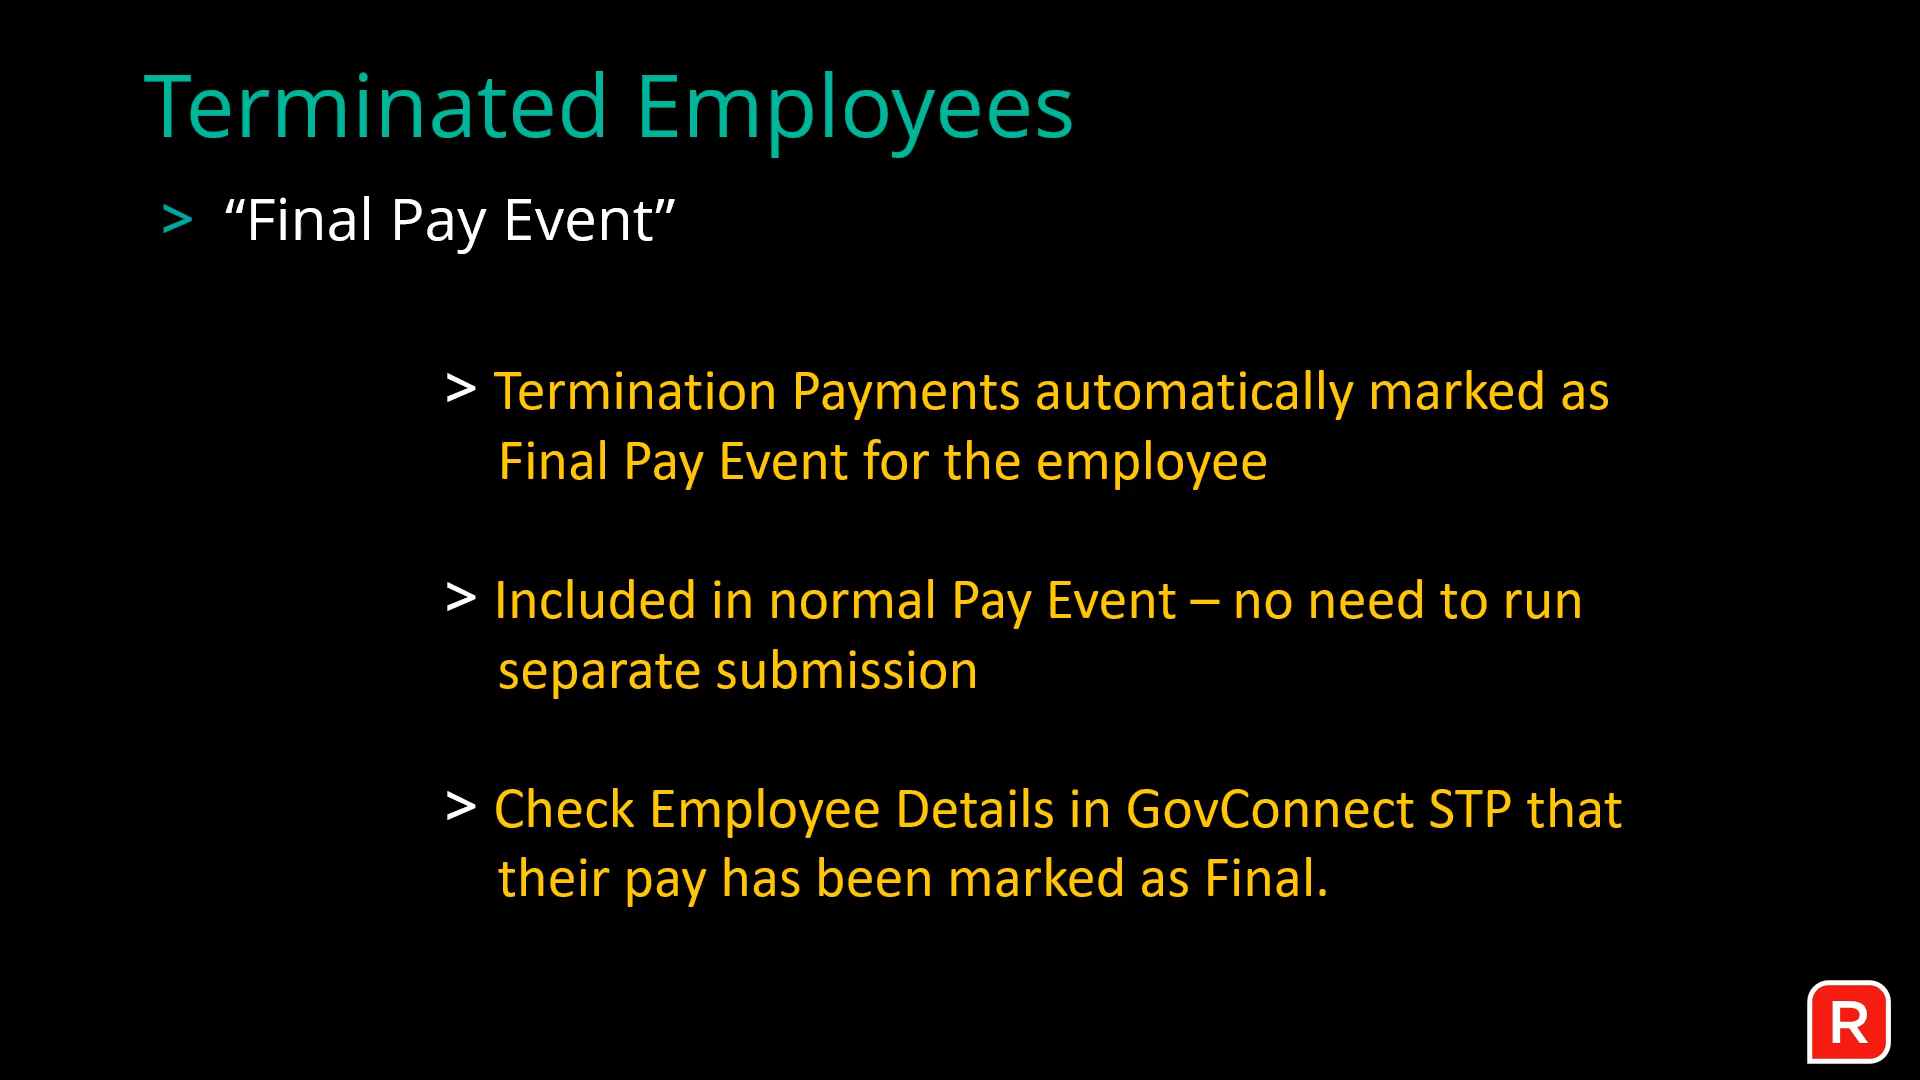 Terminated Employees
> “Final Pay Event”
> Termination Payments automatically marked as
Final Pay Event for the employee
> Included in normal Pay Event – no need to run
separate submission
> Check Employee Details in GovConnect STP that
their pay has been marked as Final.
R